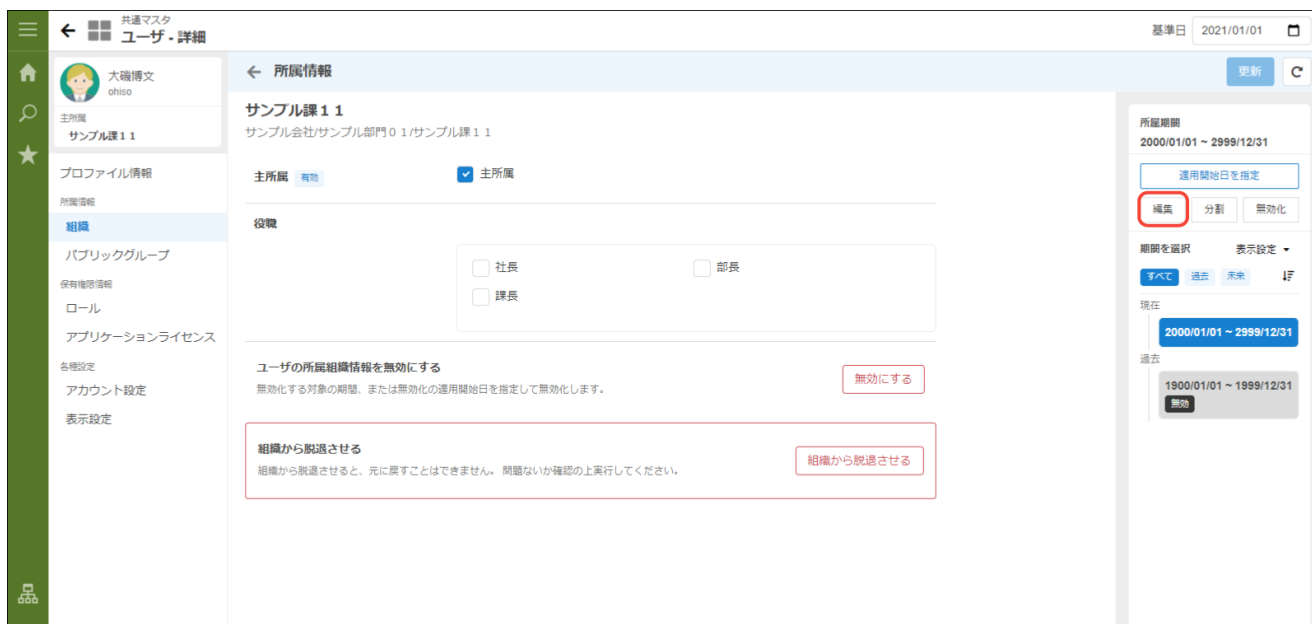 共通マスタ
ユーザ - 詳細
基準日 2021/01/01
大磯博文
ohiso
主所属
サンプル課１１
プロファイル情報
所属情報
組織
パブリックグループ
保有権限情報
ロール
アプリケーションライセンス
各種設定
アカウント設定
表示設定
所属情報
更新
サンプル課１１
サンプル会社/サンプル部門０１/サンプル課１１
主所属 有効 主所属
役職
社長 部長
課長
ユーザの所属組織情報を無効にする
無効化する対象の期間、または無効化の適用開始日を指定して無効化します。
無効にする
組織から脱退させる
組織から脱退させると、元に戻すことはできません。 問題ないか確認の上実行してください。
組織から脱退させる
所属期間
2000/01/01 ~ 2999/12/31
適用開始日を指定
編集 分割 無効化
期間を選択 表示設定
すべて 過去 未来
現在
2000/01/01 ~ 2999/12/31
過去
1900/01/01 ~ 1999/12/31
無効